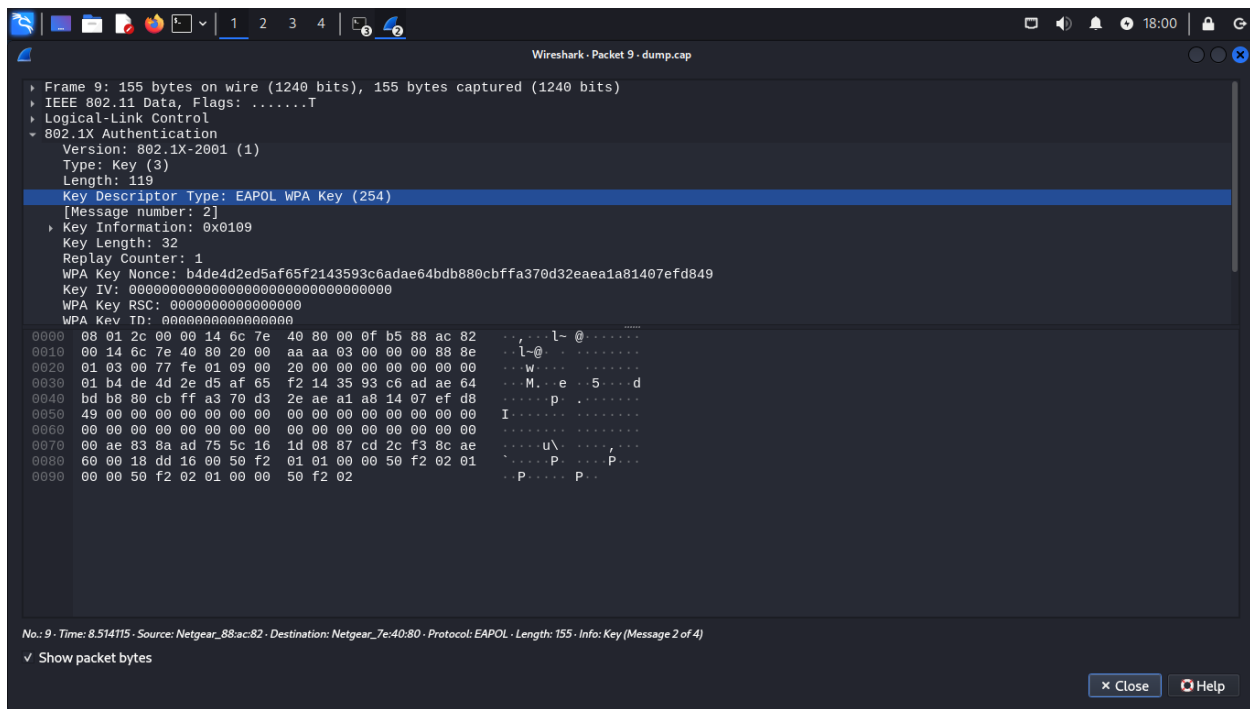 1 2 3 4 3 2 18:00
Wireshark · Packet 9 · dump.cap
Frame 9: 155 bytes on wire (1240 bits), 155 bytes captured (1240 bits)
IEEE 802.11 Data, Flags: .......T
Logical-Link Control
802.1X Authentication
Version: 802.1X-2001 (1)
Type: Key (3)
Length: 119
Key Descriptor Type: EAPOL WPA Key (254)
[Message number: 2]
Key Information: 0x0109
Key Length: 32
Replay Counter: 1
WPA Key Nonce: b4de4d2ed5af65f2143593c6adae64bdb880cbffa370d32eaea1a81407efd849
Key IV: 00000000000000000000000000000000
WPA Key RSC: 0000000000000000
WPA Key ID: 0000000000000000
0000 08 01 2c 00 00 14 6c 7e 40 80 00 0f b5 88 ac 82 ··,···l~ @·······
0010 00 14 6c 7e 40 80 20 00 aa aa 03 00 00 00 88 8e ··l~@· · ········
0020 01 03 00 77 fe 01 09 00 20 00 00 00 00 00 00 00 ···w···· ·······
0030 01 b4 de 4d 2e d5 af 65 f2 14 35 93 c6 ad ae 64 ···M.··e ··5····d
0040 bd b8 80 cb ff a3 70 d3 2e ae a1 a8 14 07 ef d8 ······p· .·······
0050 49 00 00 00 00 00 00 00 00 00 00 00 00 00 00 00 I······· ········
0060 00 00 00 00 00 00 00 00 00 00 00 00 00 00 00 00 ········ ········
0070 00 ae 83 8a ad 75 5c 16 1d 08 87 cd 2c f3 8c ae ·····u\· ····,···
0080 60 00 18 dd 16 00 50 f2 01 01 00 00 50 f2 02 01 `·····P· ····P···
0090 00 00 50 f2 02 01 00 00 50 f2 02 ··P····· P··
No.: 9 · Time: 8.514115 · Source: Netgear_88:ac:82 · Destination: Netgear_7e:40:80 · Protocol: EAPOL · Length: 155 · Info: Key (Message 2 of 4)
Show packet bytes
Close Help